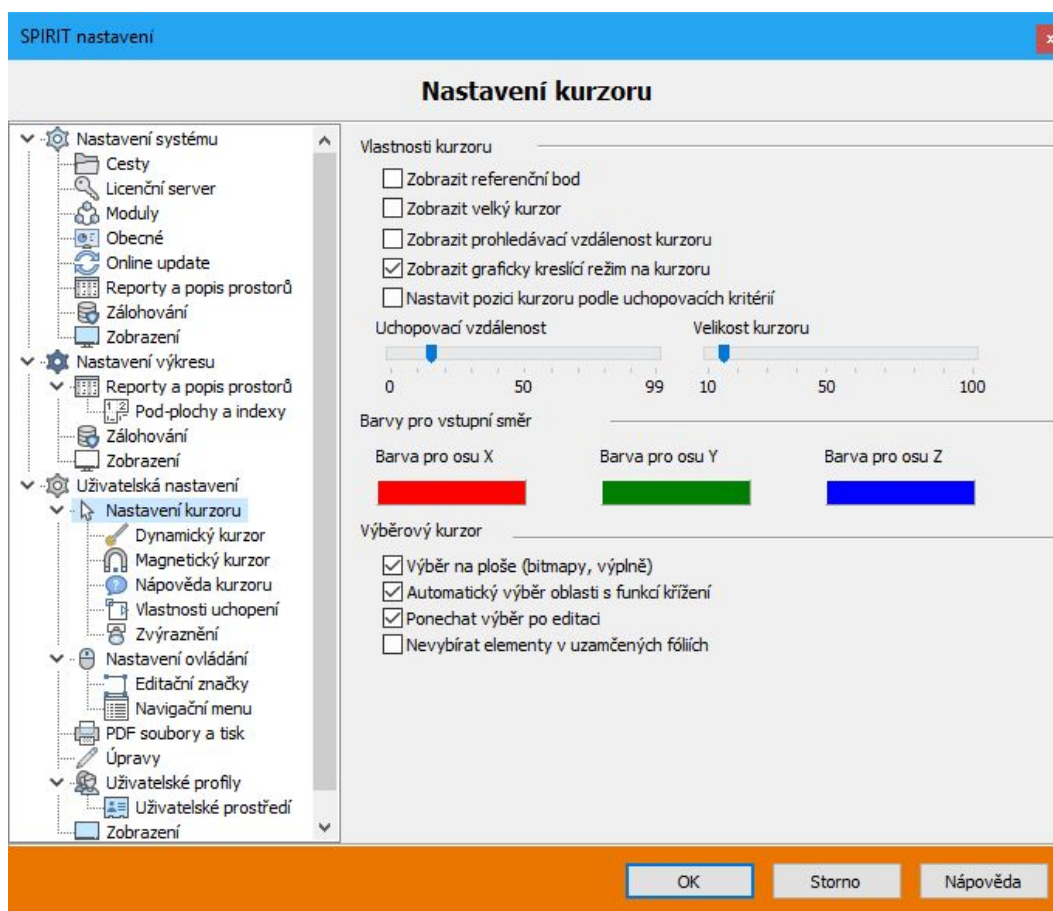 SPIRIT nastavení
Nastavení kurzoru
Nastavení systému
Cesty
Licenční server
Moduly
Obecné
Online update
Reporty a popis prostorů
Zálohování
Zobrazení
Nastavení výkresu
Reporty a popis prostorů
Pod-plochy a indexy
Zálohování
Zobrazení
Uživatelská nastavení
Nastavení kurzoru
Dynamický kurzor
Magnetický kurzor
Nápověda kurzoru
Vlastnosti uchopení
Zvýraznění
Nastavení ovládání
Editační značky
Navigační menu
PDF soubory a tisk
Úpravy
Uživatelské profily
Uživatelské prostředí
Zobrazení
Vlastnosti kurzoru
Zobrazit referenční bod
Zobrazit velký kurzor
Zobrazit prohledávací vzdálenost kurzoru
Zobrazit graficky kreslící režim na kurzoru
Nastavit pozici kurzoru podle uchopovacích kritérií
Uchopovací vzdálenost Velikost kurzoru
0 50 99 10 50 100
Barvy pro vstupní směr
Barva pro osu X Barva pro osu Y Barva pro osu Z
Výběrový kurzor
Výběr na ploše (bitmapy, výplně)
Automatický výběr oblasti s funkcí křížení
Ponechat výběr po editaci
Nevybírat elementy v uzamčených fóliích
OK Storno Nápověda